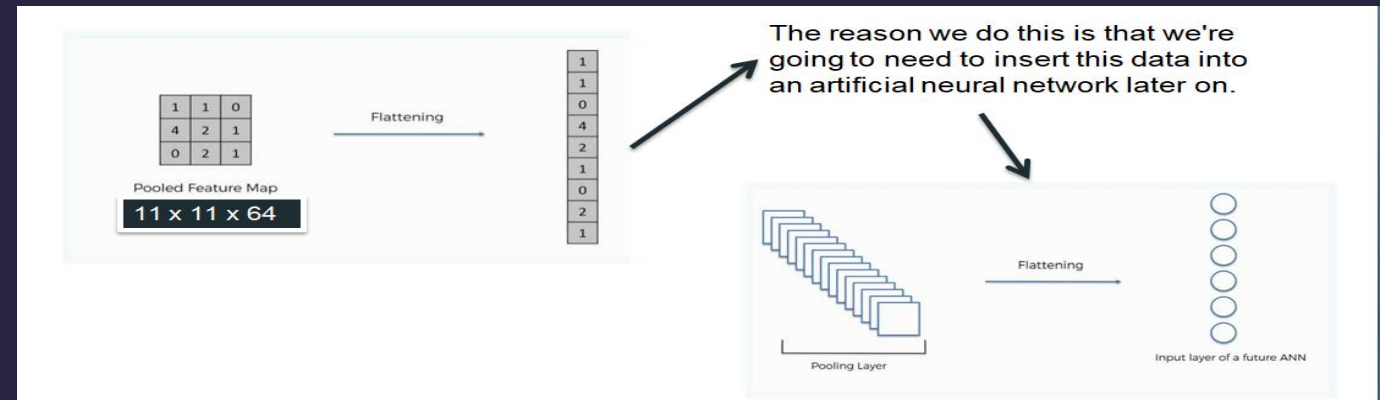 The reason we do this is that we're
going to need to insert this data into
an artificial neural network later on.
1 1 0
4 2 1
0 2 1
Flattening
Pooled Feature Map
11 x 11 x 64
1
1
0
4
2
1
0
2
1
Flattening
Pooling Layer
Input layer of a future ANN